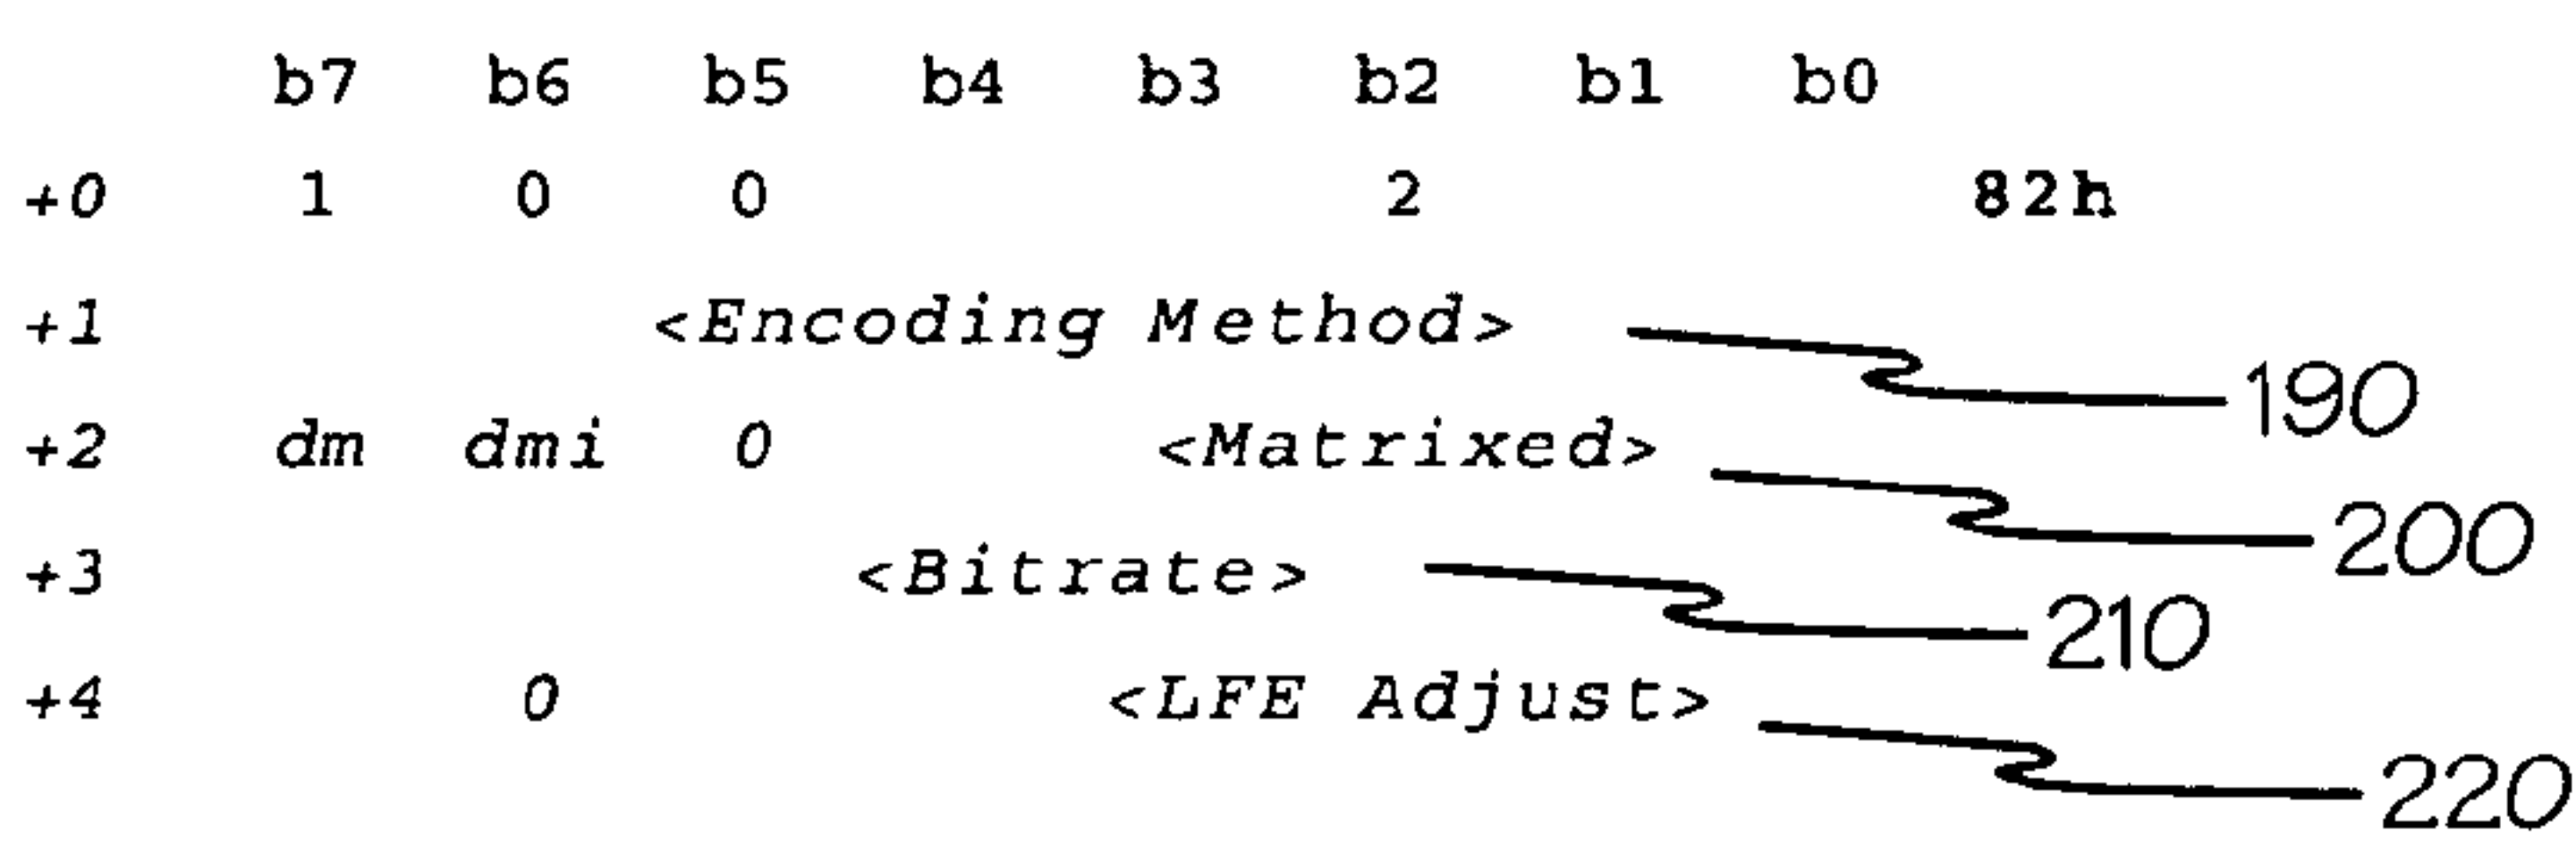 b7 b6 b5 b4 b3 b2 b1 b0
+0 1 0 0 2 82h
+1 <Encoding Method> 190
+2 dm dmi 0 <Matrixed> 200
+3 <Bitrate> 210
+4 0 <LFE Adjust> 220